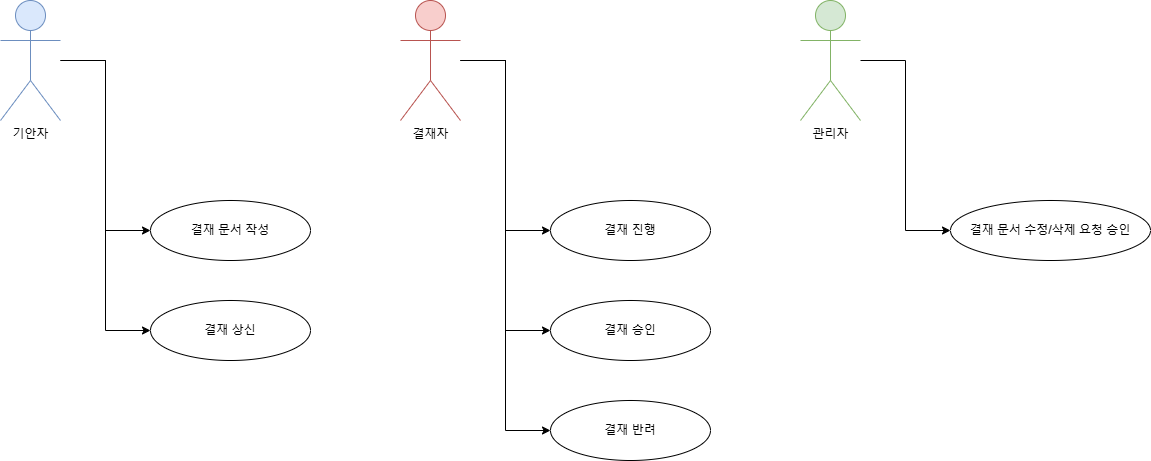 기안자
결재자
관리자
결재 문서 작성
결재 진행
결재 문서 수정/삭제 요청 승인
결재 상신
결재 승인
결재 반려